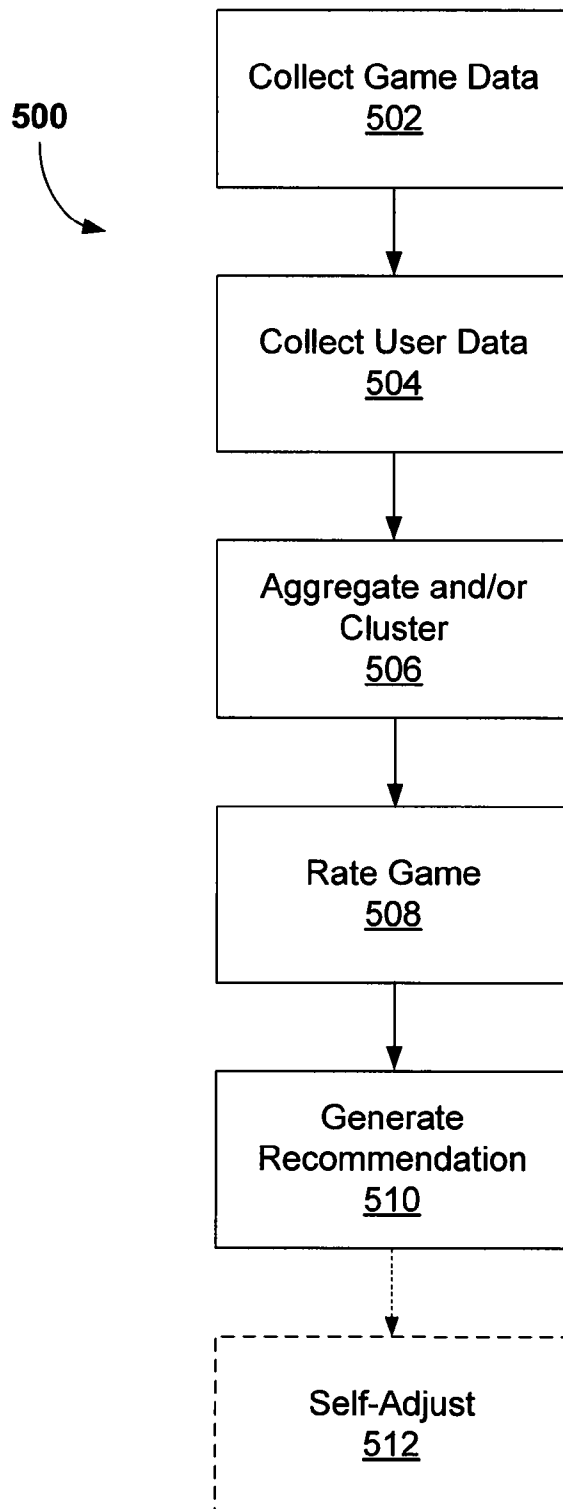 Collect Game Data
502
500
Collect User Data
504
Aggregate and/or
Cluster
506
Rate Game
508
Generate
Recommendation
510
Self-Adjust
512